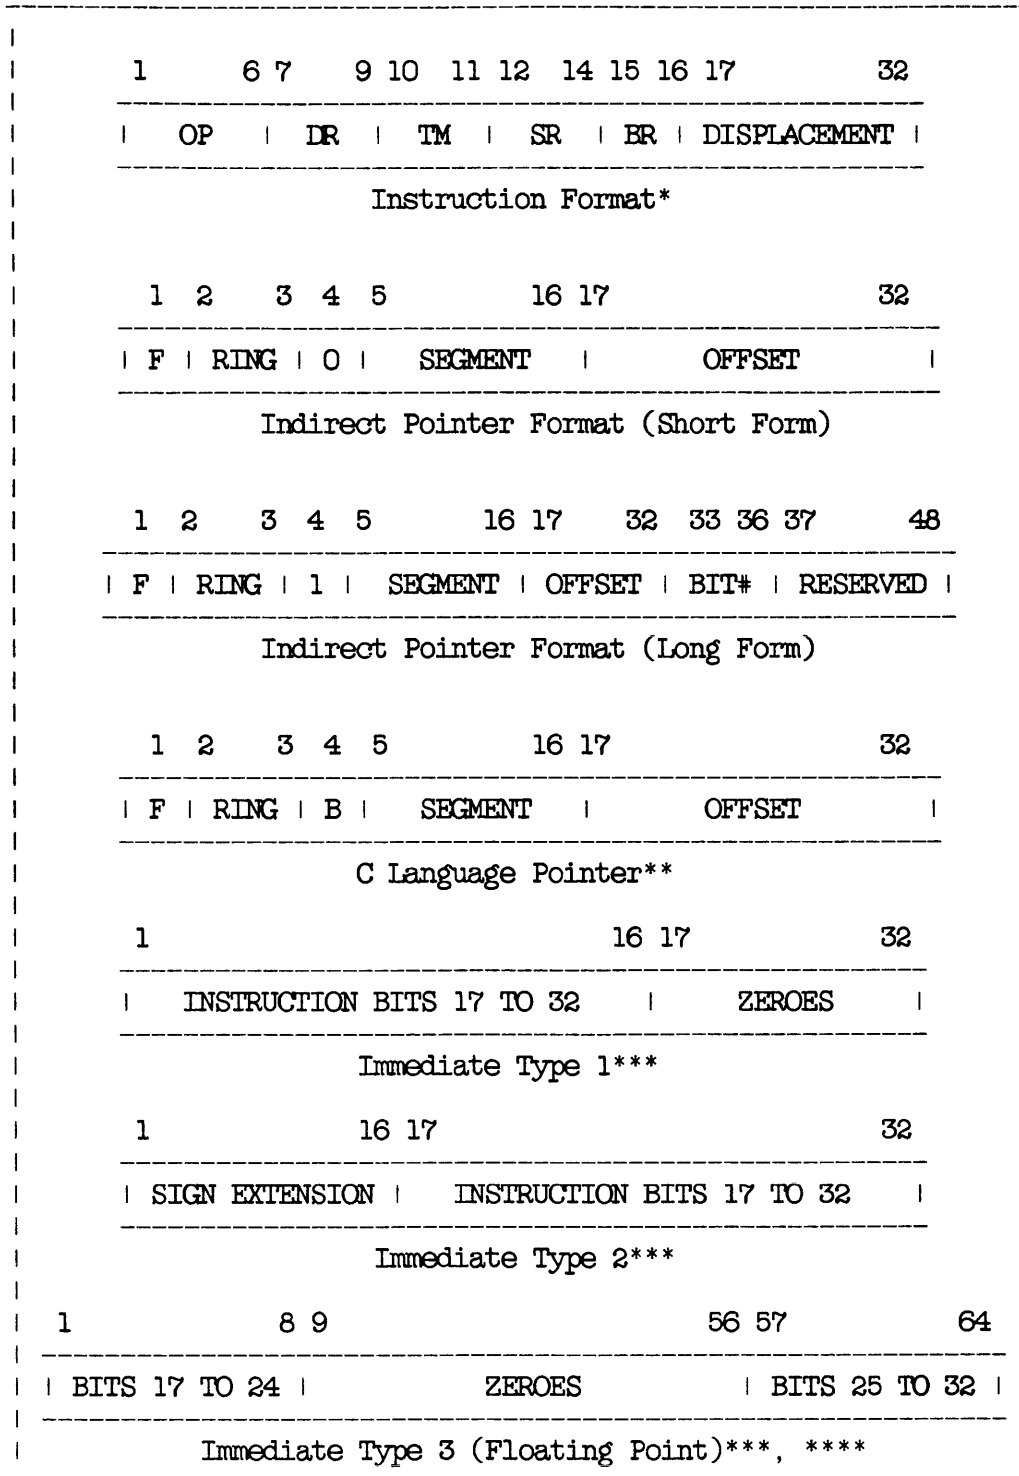 1 6 7 9 10 11 12 14 15 16 17 32
| OP | DR | TM | SR | BR | DISPLACEMENT |
Instruction Format*
1 2 3 4 5 16 17 32
| F | RING | 0 | SEGMENT | OFFSET |
Indirect Pointer Format (Short Form)
1 2 3 4 5 16 17 32 33 36 37 48
| F | RING | 1 | SEGMENT | OFFSET | BIT# | RESERVED |
Indirect Pointer Format (Long Form)
1 2 3 4 5 16 17 32
| F | RING | B | SEGMENT | OFFSET |
C Language Pointer**
1 16 17 32
| INSTRUCTION BITS 17 TO 32 | ZEROES |
Immediate Type 1***
1 16 17 32
| SIGN EXTENSION | INSTRUCTION BITS 17 TO 32 |
Immediate Type 2***
1 8 9 56 57 64
| BITS 17 TO 24 | ZEROES | BITS 25 TO 32 |
Immediate Type 3 (Floating Point)***, ****